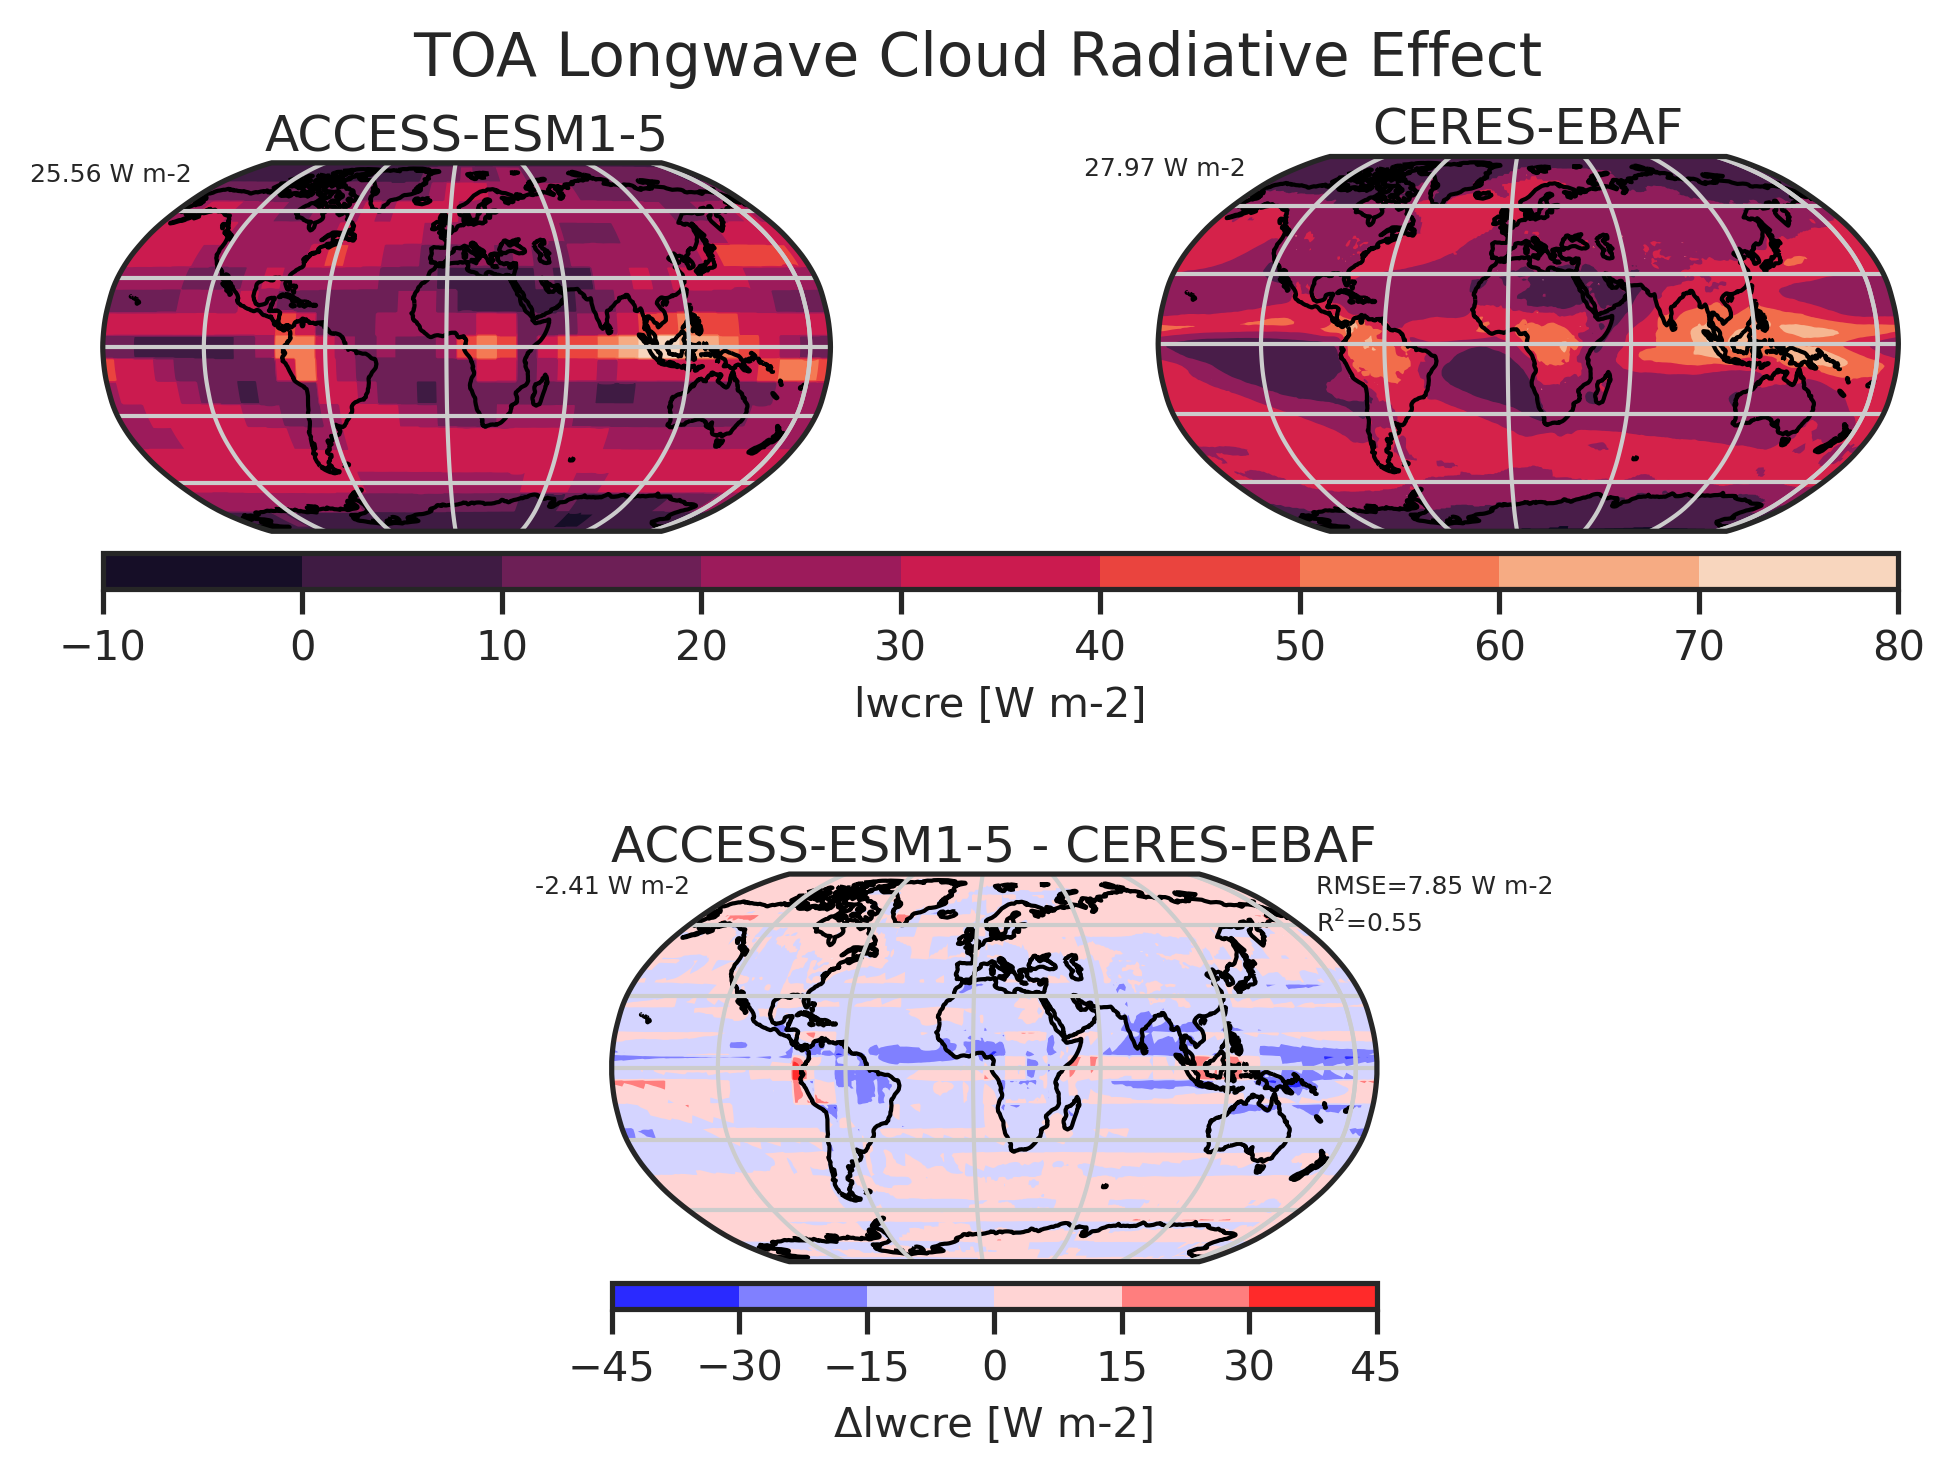 TOA Longwave Cloud Radiative Effect
ACCESS-ESM1-5
25.56 W m-2
CERES-EBAF
27.97 W m-2
−10 0 10 20 30 40 50 60 70 80
lwcre [W m-2]
ACCESS-ESM1-5 - CERES-EBAF
-2.41 W m-2
RMSE=7.85 W m-2
R²=0.55
−45 −30 −15 0 15 30 45
Δlwcre [W m-2]